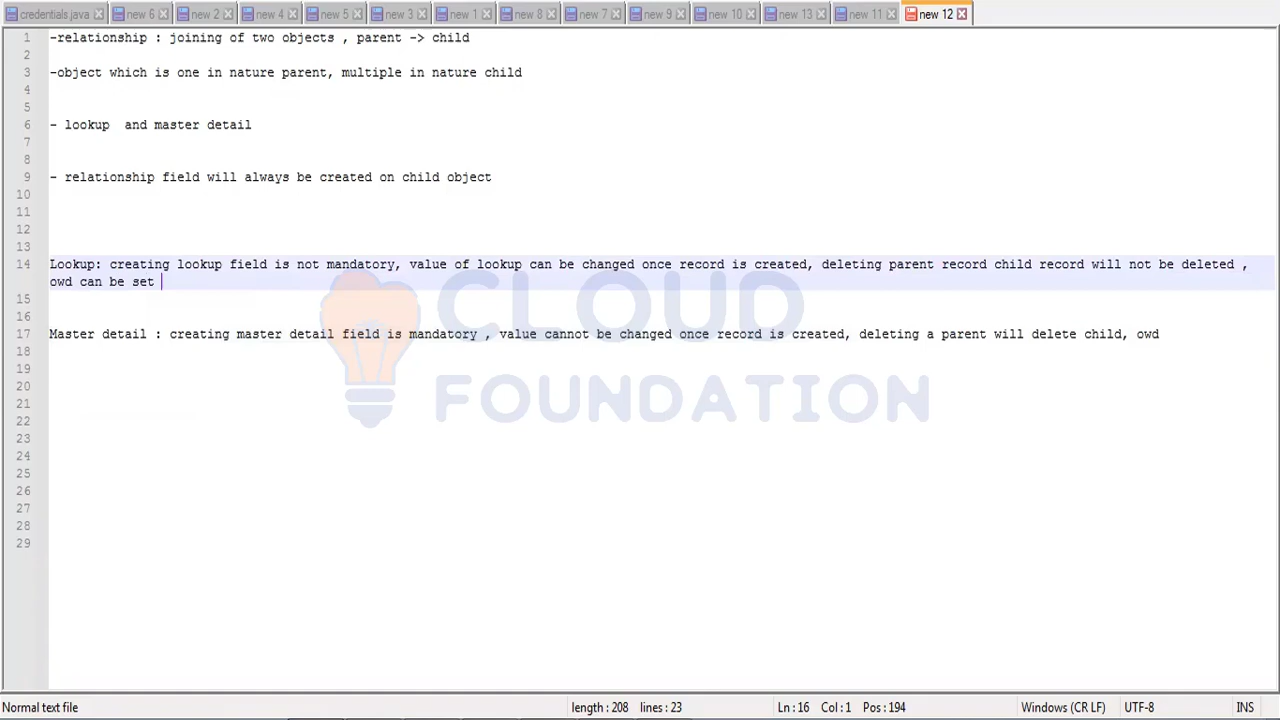 credentials.java new 6 new 2 new 4 new 5 new 3 new 1 new 8 new 7 new 9 new 10 new 13 new 11 new 12
1 -relationship : joining of two objects , parent -> child
2
3 -object which is one in nature parent, multiple in nature child
4
5
6 - lookup  and master detail
7
8
9 - relationship field will always be created on child object
10
11
12
13
14 Lookup: creating lookup field is not mandatory, value of lookup can be changed once record is created, deleting parent record child record will not be deleted ,
owd can be set
15
16
17 Master detail : creating master detail field is mandatory , value cannot be changed once record is created, deleting a parent will delete child, owd
18
19
20
21
22
23
24
25
26
27
28
29
CLOUD
FOUNDATION
Normal text file length : 208 lines : 23 Ln : 16 Col : 1 Pos : 194 Windows (CR LF) UTF-8 INS